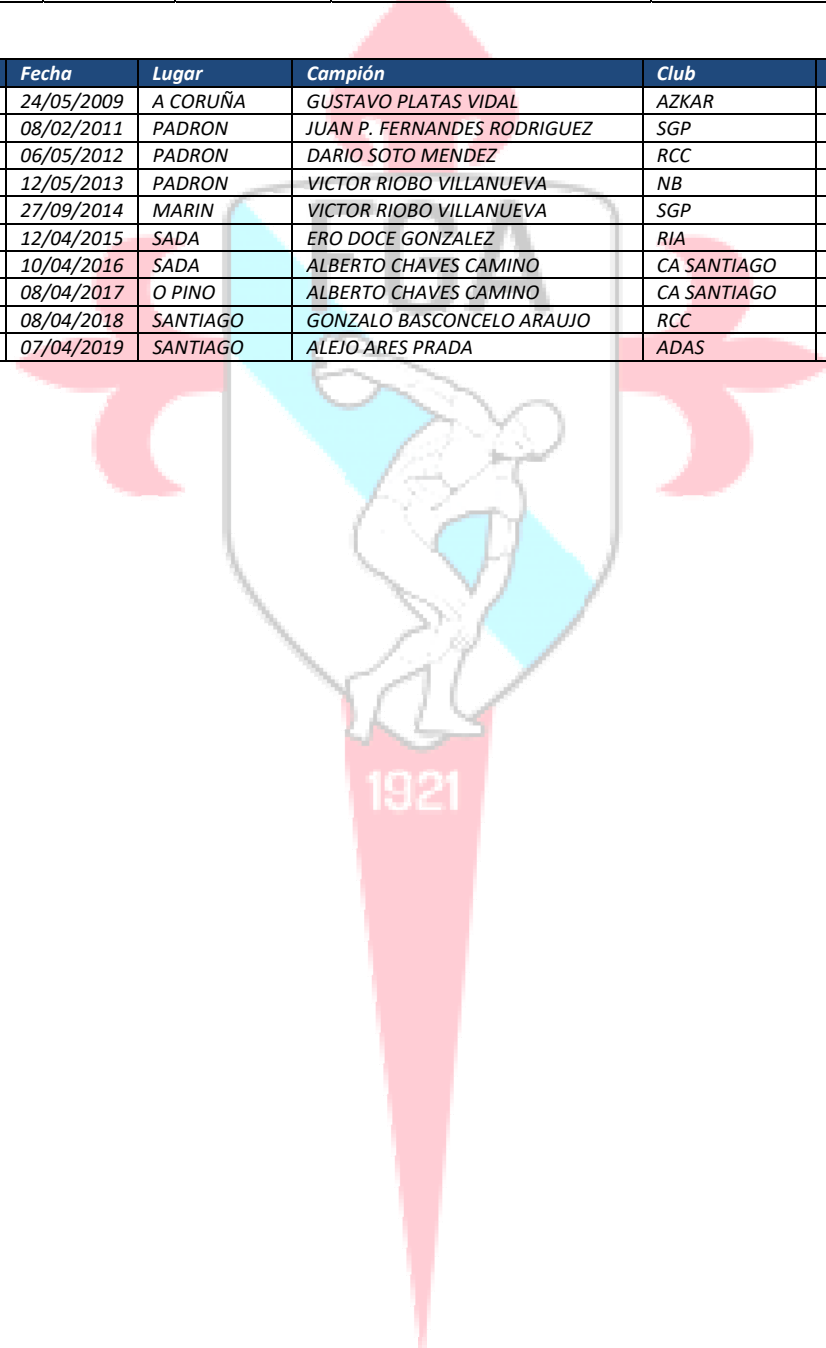 Fecha Lugar Campión Club
24/05/2009 A CORUÑA GUSTAVO PLATAS VIDAL AZKAR
08/02/2011 PADRON JUAN P. FERNANDES RODRIGUEZ SGP
06/05/2012 PADRON DARIO SOTO MENDEZ RCC
12/05/2013 PADRON VICTOR RIOBO VILLANUEVA NB
27/09/2014 MARIN VICTOR RIOBO VILLANUEVA SGP
12/04/2015 SADA ERO DOCE GONZALEZ RIA
10/04/2016 SADA ALBERTO CHAVES CAMINO CA SANTIAGO
08/04/2017 O PINO ALBERTO CHAVES CAMINO CA SANTIAGO
08/04/2018 SANTIAGO GONZALO BASCONCELO ARAUJO RCC
07/04/2019 SANTIAGO ALEJO ARES PRADA ADAS
FGA
1921